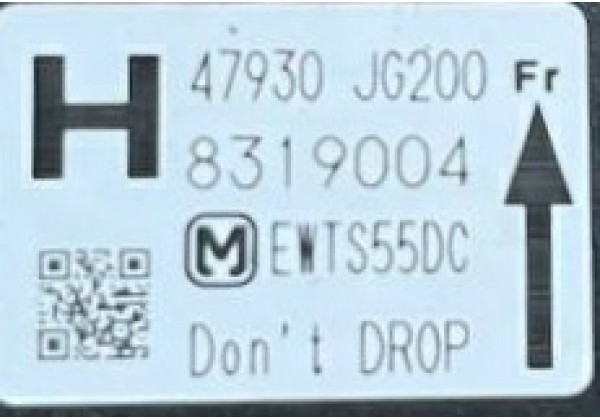 H
47930 JG200 Fr
8319004
M EWTS55DC
Don't DROP